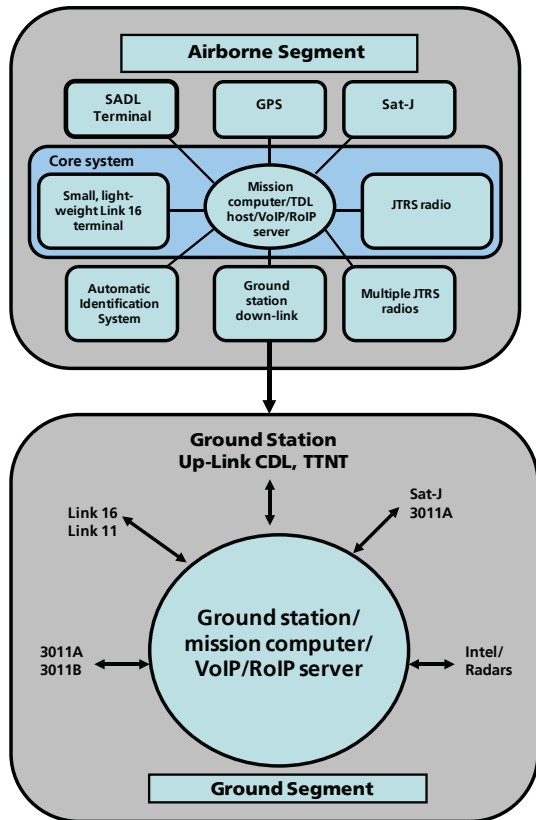 Airborne Segment
SADL
Terminal
GPS
Sat-J
Core system
Small, light-
weight Link 16
terminal
Mission
computer/TDL
host/VoIP/RoIP
server
JTRS radio
Automatic
Identification
System
Ground
station
down-link
Multiple JTRS
radios
Ground Station
Up-Link CDL, TTNT
Link 16
Link 11
Sat-J
3011A
Ground station/
mission computer/
VoIP/RoIP server
3011A
3011B
Intel/
Radars
Ground Segment